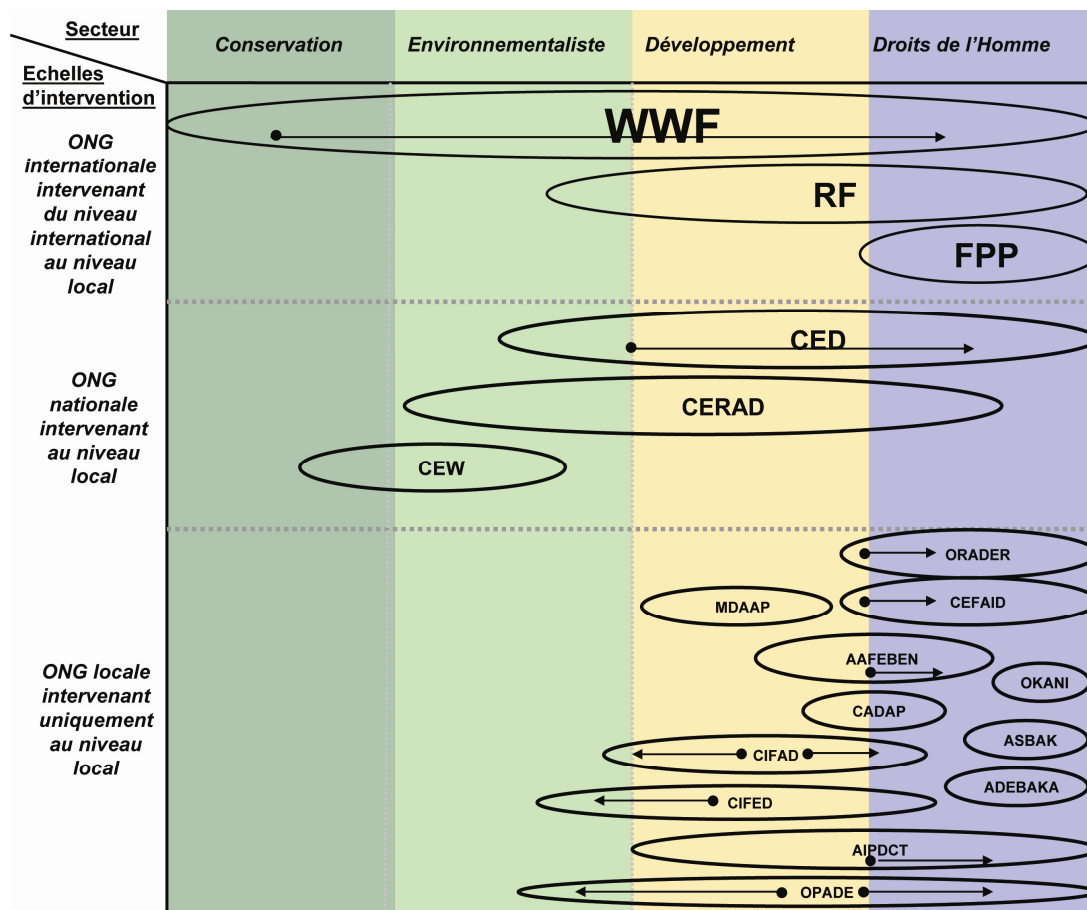 Secteur
Conservation
Environnementaliste
Développement
Droits de l'Homme
Echelles
d'intervention
ONG
internationale
intervenant
du niveau
international
au niveau
local
WWF
RF
FPP
ONG
nationale
intervenant
au niveau
local
CED
CERAD
CEW
ONG locale
intervenant
uniquement
au niveau
local
ORADER
MDAAP
CEFAID
AAFEBEN
OKANI
CADAP
ASBAK
CIFAD
ADEBAKA
CIFED
AIPDCT
OPADE